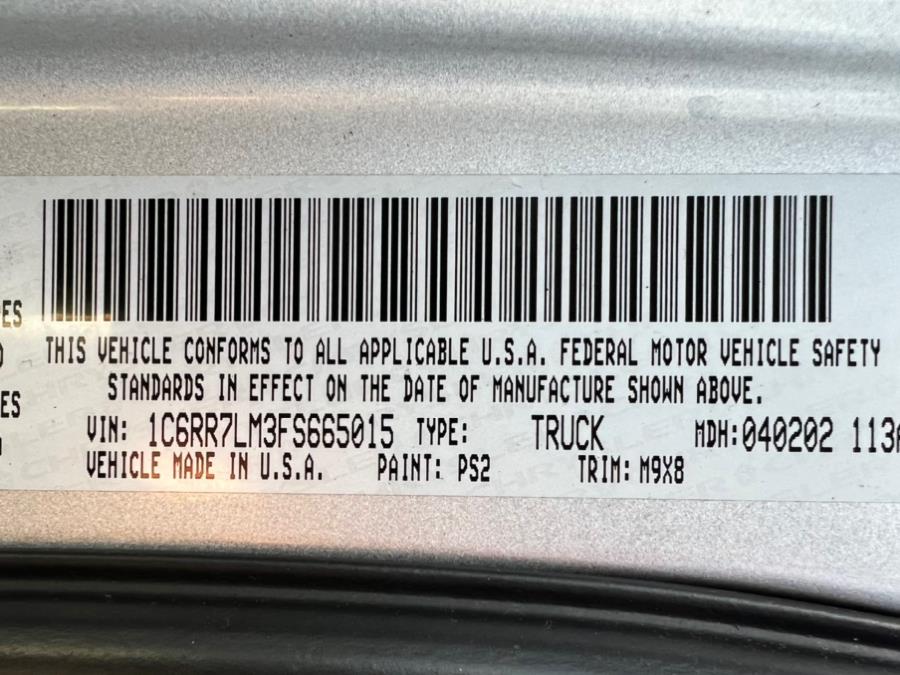 THIS VEHICLE CONFORMS TO ALL APPLICABLE U.S.A. FEDERAL MOTOR VEHICLE SAFETY
STANDARDS IN EFFECT ON THE DATE OF MANUFACTURE SHOWN ABOVE.
VIN: 1C6RR7LM3FS665015 TYPE: TRUCK MDH:040202 113A
VEHICLE MADE IN U.S.A. PAINT: PS2 TRIM: M9X8